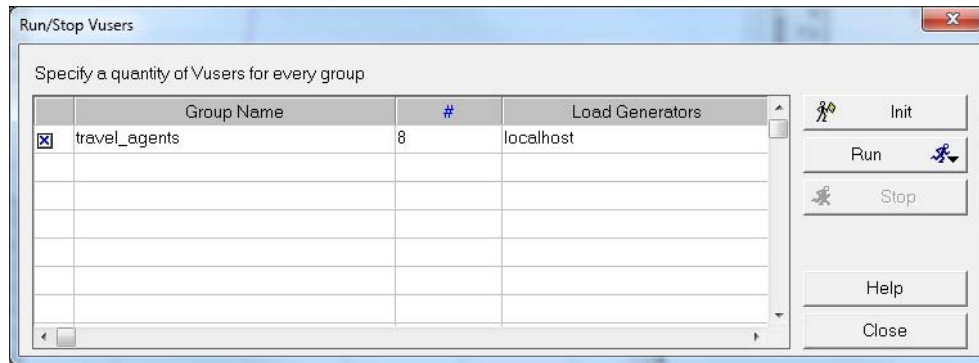 Run/Stop Vusers
Specify a quantity of Vusers for every group
Group Name # Load Generators
travel_agents 8 localhost
Init
Run
Stop
Help
Close